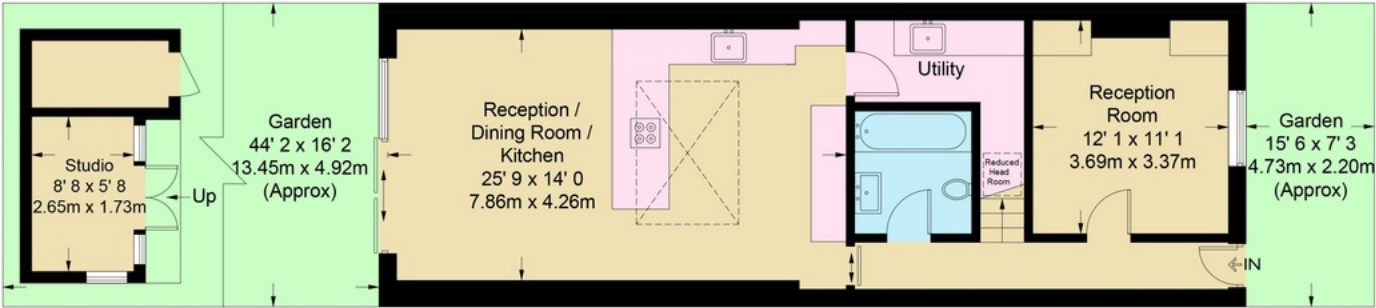 Studio
8' 8 x 5' 8
2.65m x 1.73m
Up
Garden
44' 2 x 16' 2
13.45m x 4.92m
(Approx)
Reception /
Dining Room /
Kitchen
25' 9 x 14' 0
7.86m x 4.26m
Utility
Reduced
Head
Room
Reception
Room
12' 1 x 11' 1
3.69m x 3.37m
IN
Garden
15' 6 x 7' 3
4.73m x 2.20m
(Approx)